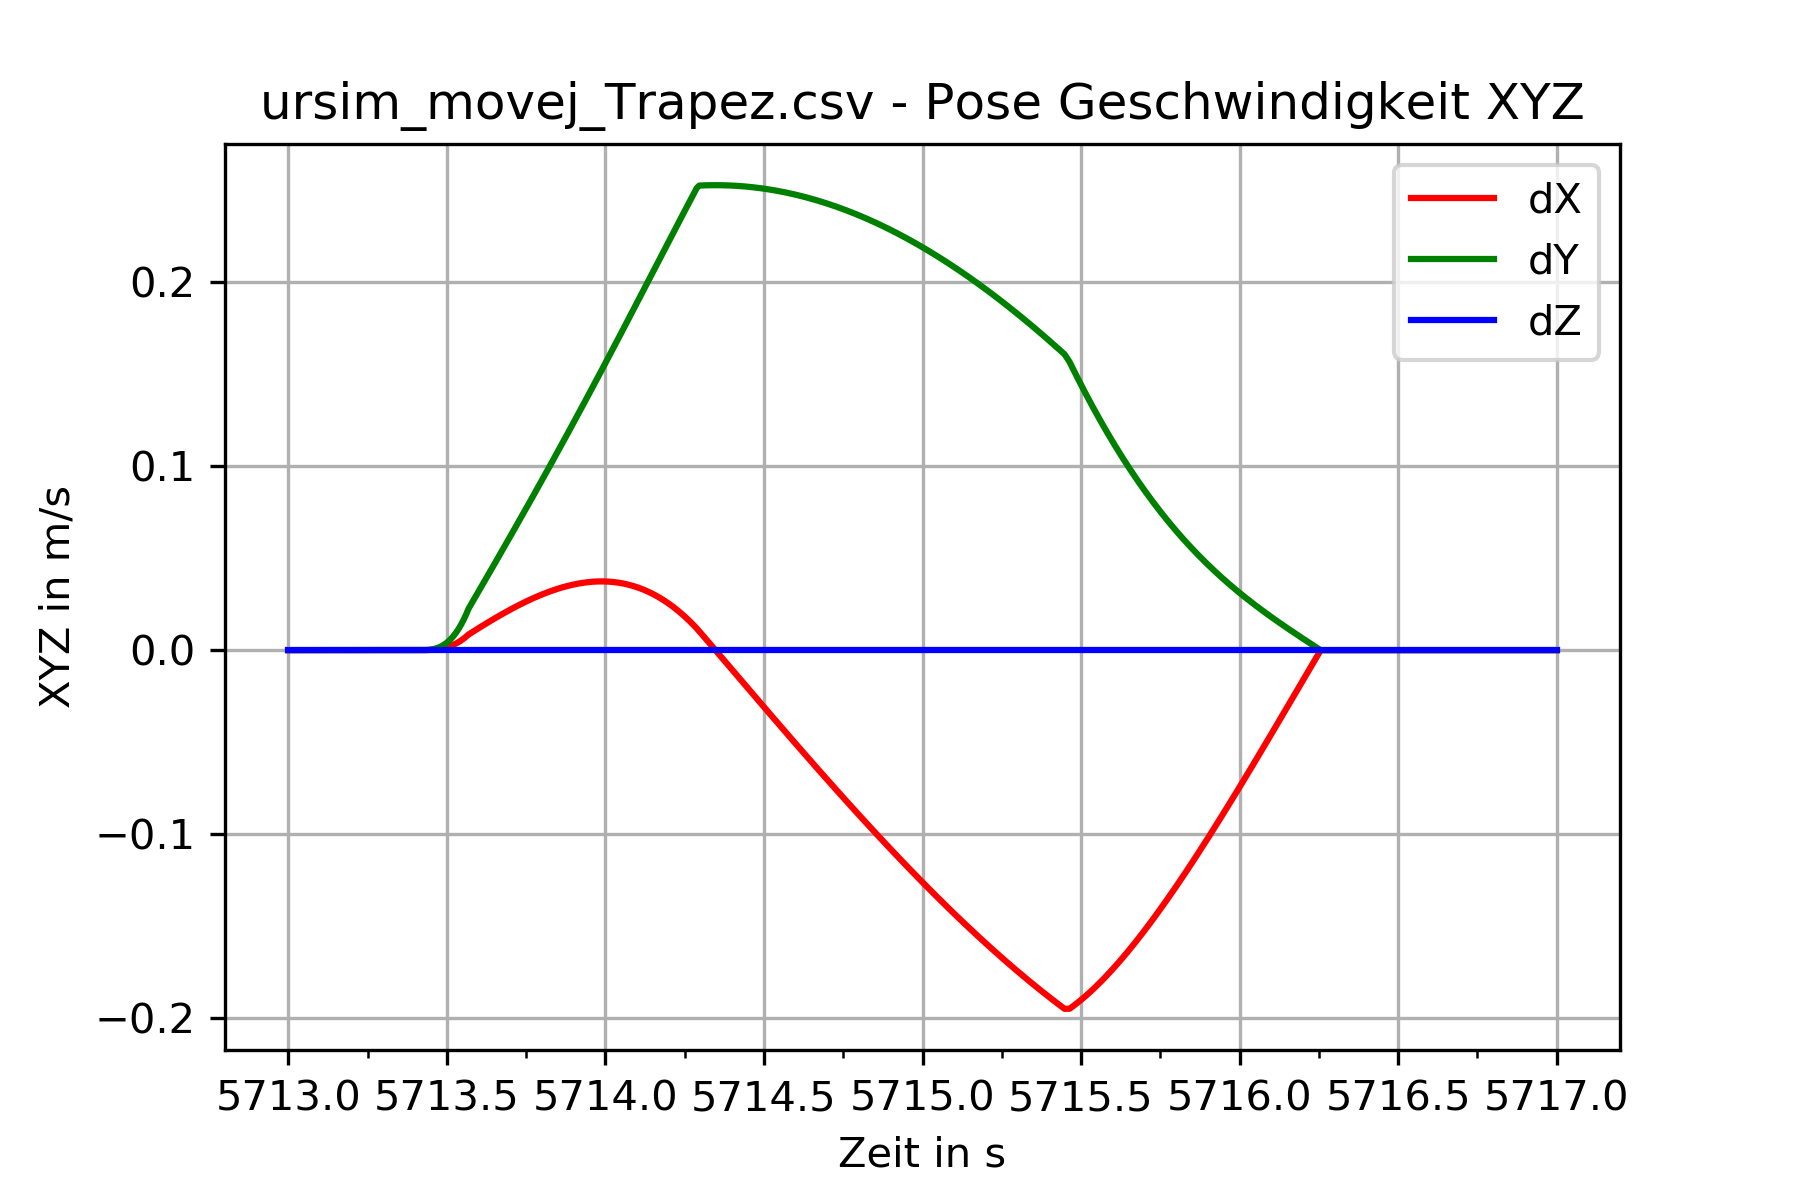 ursim_movej_Trapez.csv - Pose Geschwindigkeit XYZ
dX
dY
dZ
XYZ in m/s
0.2
0.1
0.0
−0.1
−0.2
5713.0 5713.5 5714.0 5714.5 5715.0 5715.5 5716.0 5716.5 5717.0
Zeit in s